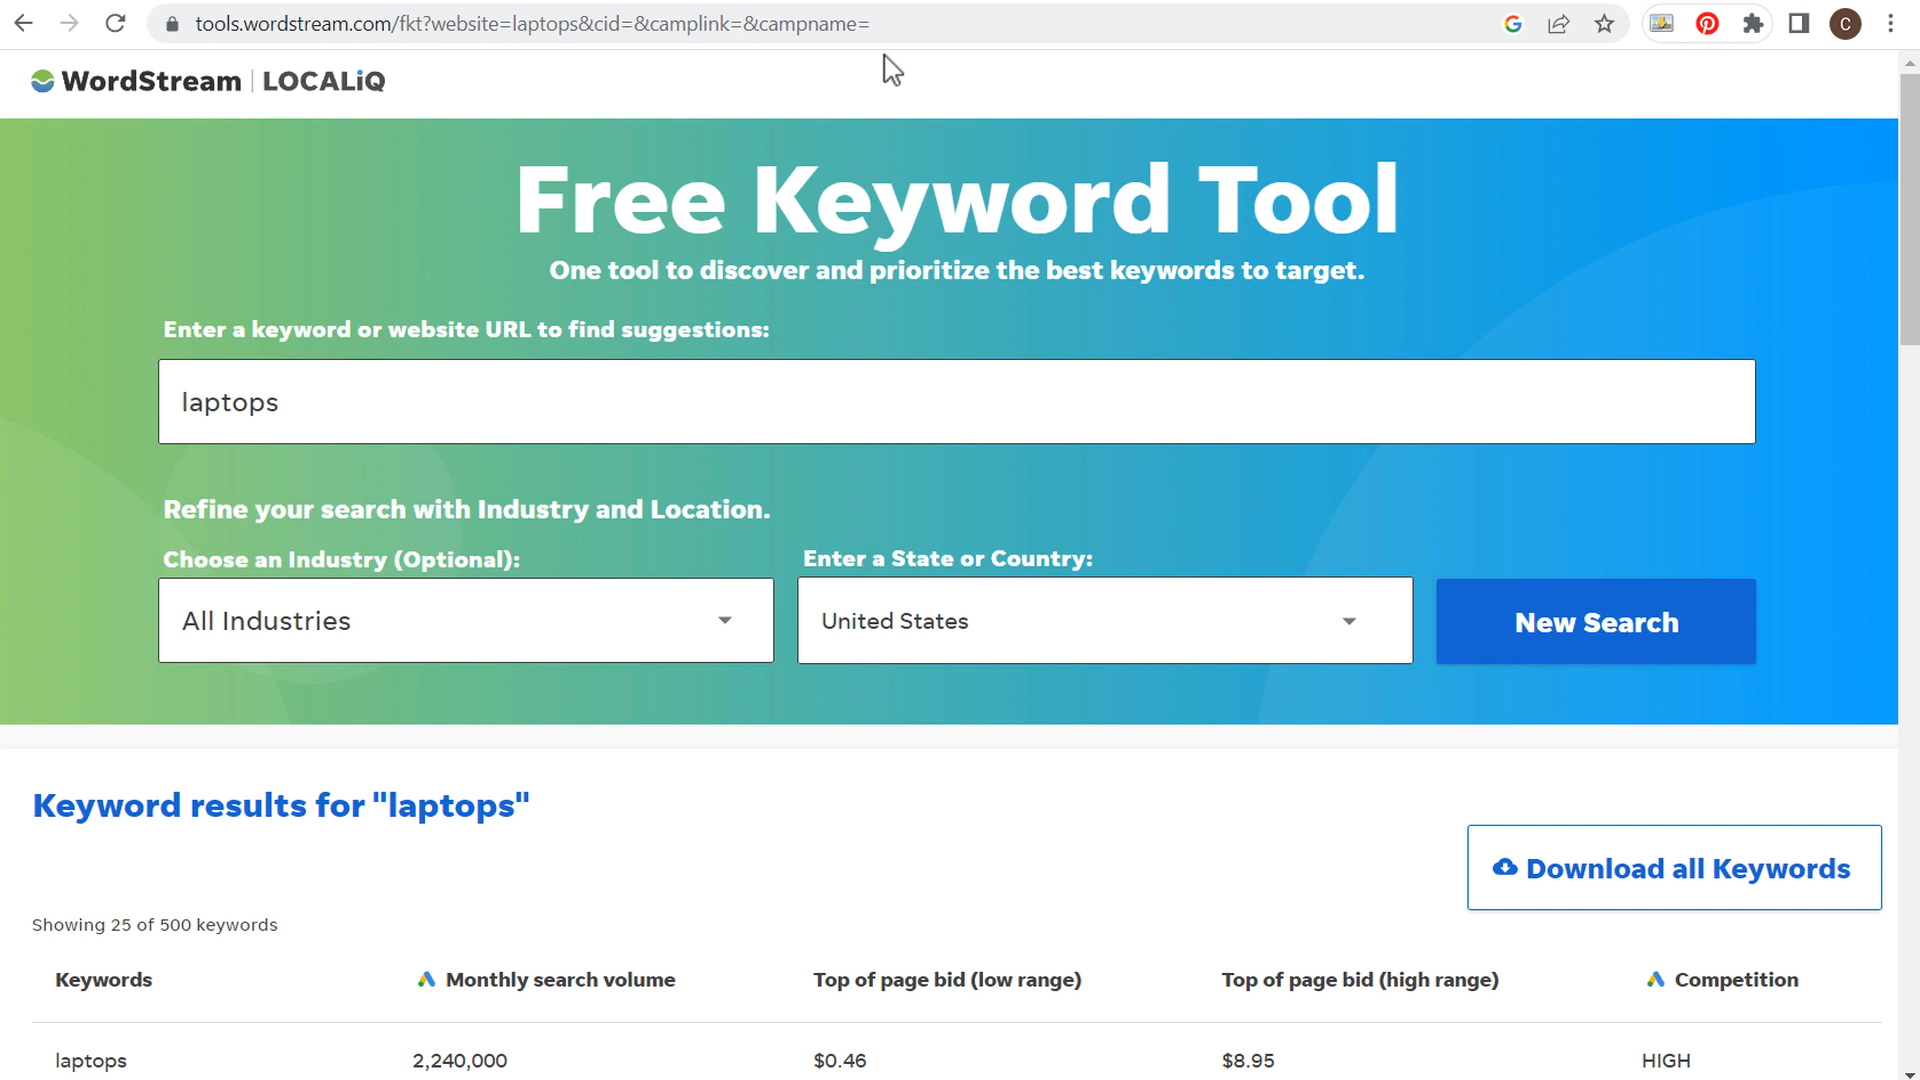 tools.wordstream.com/fkt?website=laptops&cid=&camplink=&campname=
C
WordStream | LOCALiQ
Free Keyword Tool
One tool to discover and prioritize the best keywords to target.
Enter a keyword or website URL to find suggestions:
laptops
Refine your search with Industry and Location.
Choose an Industry (Optional): Enter a State or Country:
All Industries United States New Search
Keyword results for "laptops"
Download all Keywords
Showing 25 of 500 keywords
Keywords Monthly search volume Top of page bid (low range) Top of page bid (high range) Competition
laptops 2,240,000 $0.46 $8.95 HIGH